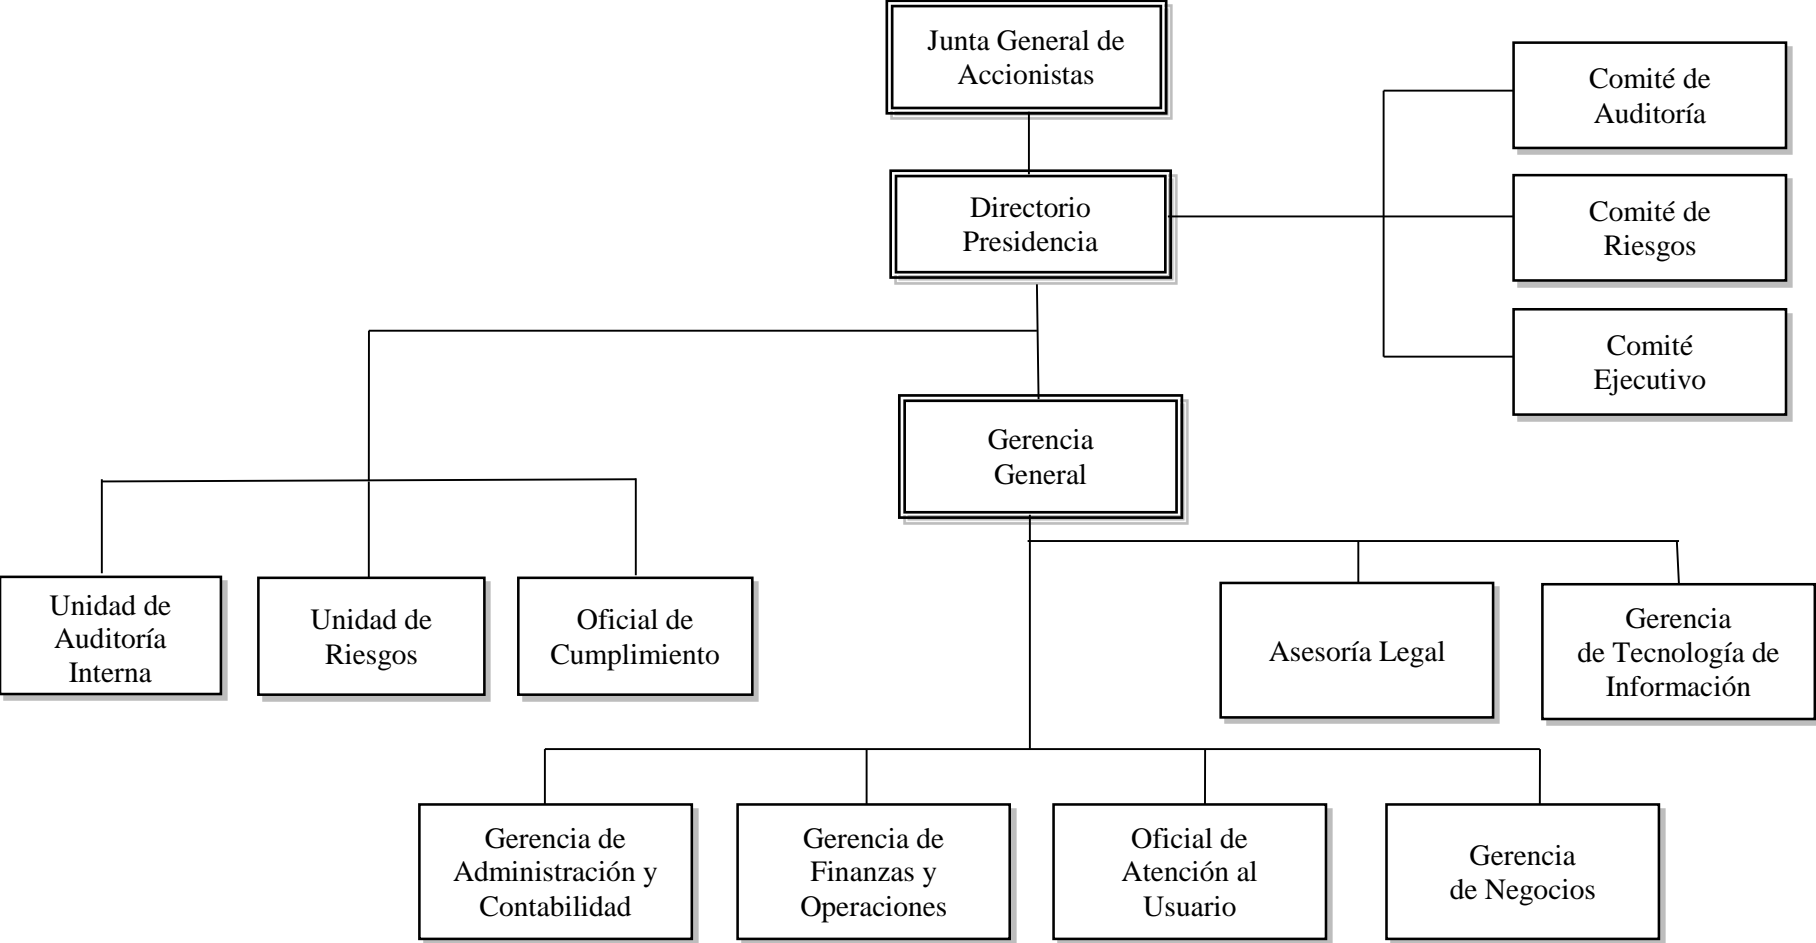 Junta General de
Accionistas
Comité de
Auditoría
Directorio
Presidencia
Comité de
Riesgos
Comité
Ejecutivo
Gerencia
General
Unidad de
Auditoría
Interna
Unidad de
Riesgos
Oficial de
Cumplimiento
Asesoría Legal
Gerencia
de Tecnología de
Información
Gerencia de
Administración y
Contabilidad
Gerencia de
Finanzas y
Operaciones
Oficial de
Atención al
Usuario
Gerencia
de Negocios